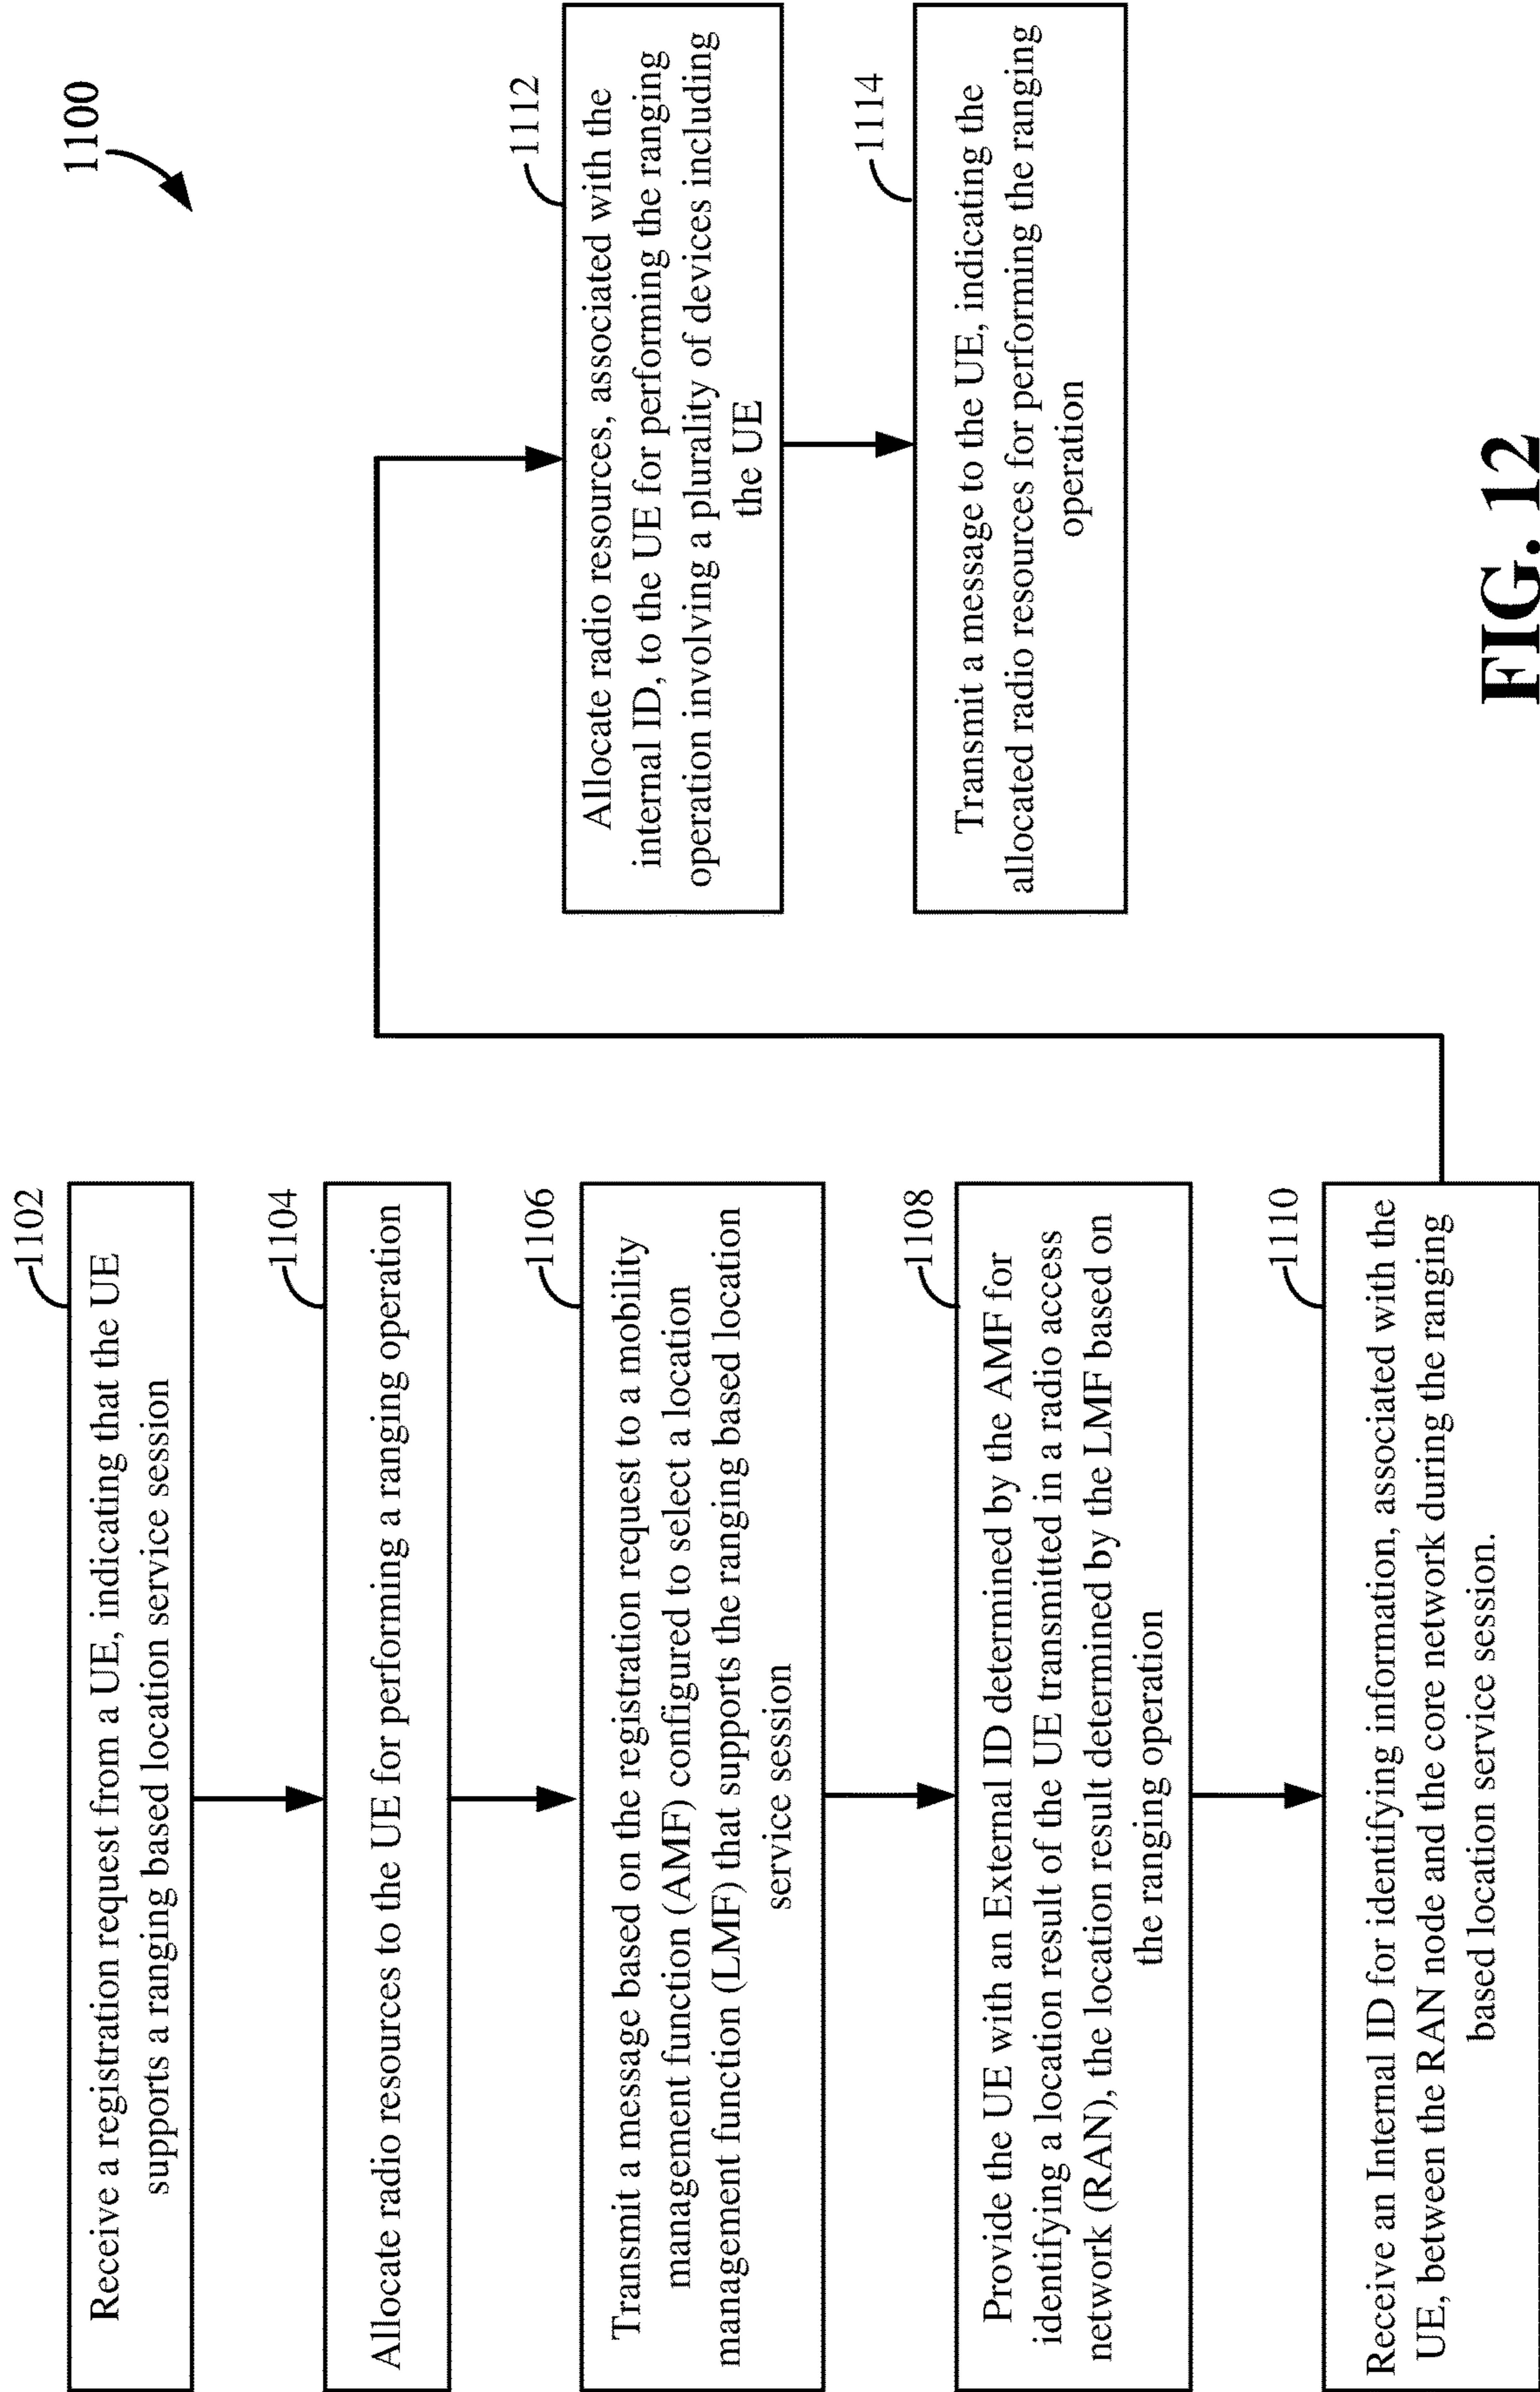 1100
1102
Receive a registration request from a UE, indicating that the UE
supports a ranging based location service session
1104
Allocate radio resources to the UE for performing a ranging operation
1106
Transmit a message based on the registration request to a mobility
management function (AMF) configured to select a location
management function (LMF) that supports the ranging based location
service session
1108
Provide the UE with an External ID determined by the AMF for
identifying a location result of the UE transmitted in a radio access
network (RAN), the location result determined by the LMF based on
the ranging operation
1110
Receive an Internal ID for identifying information, associated with the
UE, between the RAN node and the core network during the ranging
based location service session.
1112
Allocate radio resources, associated with the
internal ID, to the UE for performing the ranging
operation involving a plurality of devices including
the UE
1114
Transmit a message to the UE, indicating the
allocated radio resources for performing the ranging
operation
FIG. 12